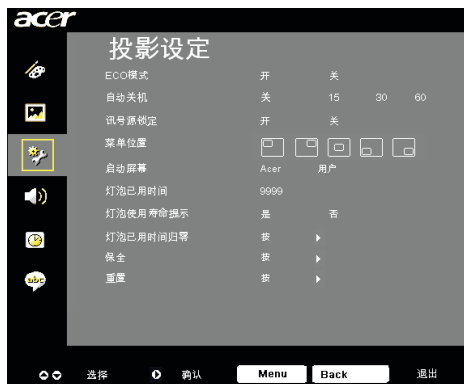 acer
投影设定
ECO模式 开 关
自动关机 关 15 30 60
讯号源锁定 开 关
菜单位置
启动屏幕 Acer 用户
灯泡已用时间 9999
灯泡使用寿命提示 是 否
灯泡已用时间归零 按
保全 按
重置 按
abc
选择 确认 Menu Back 退出